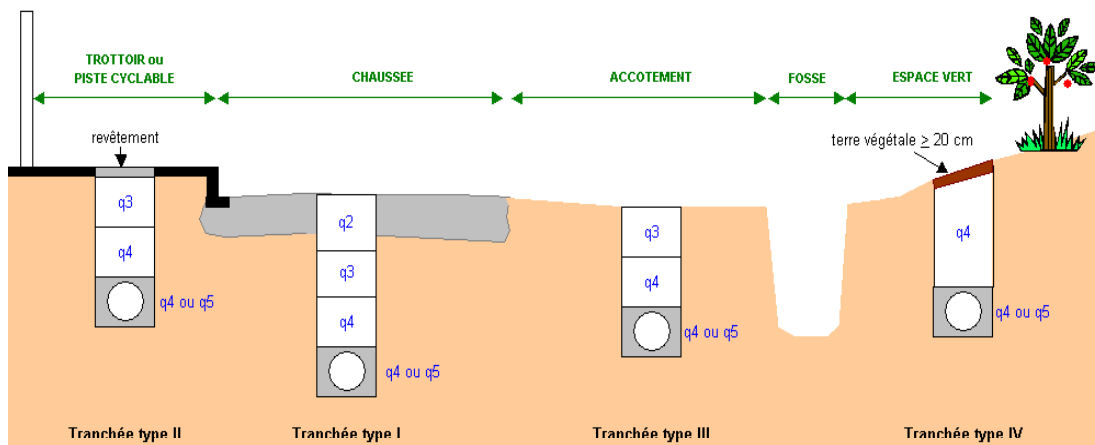 TROTTOIR ou
PISTE CYCLABLE
CHAUSSEE
ACCOTEMENT
FOSSE
ESPACE VERT
revêtement
terre végétale ≥ 20 cm
q3
q4
q4 ou q5
q2
q3
q4
q4 ou q5
q3
q4
q4 ou q5
q4
q4 ou q5
Tranchée type II
Tranchée type I
Tranchée type III
Tranchée type IV